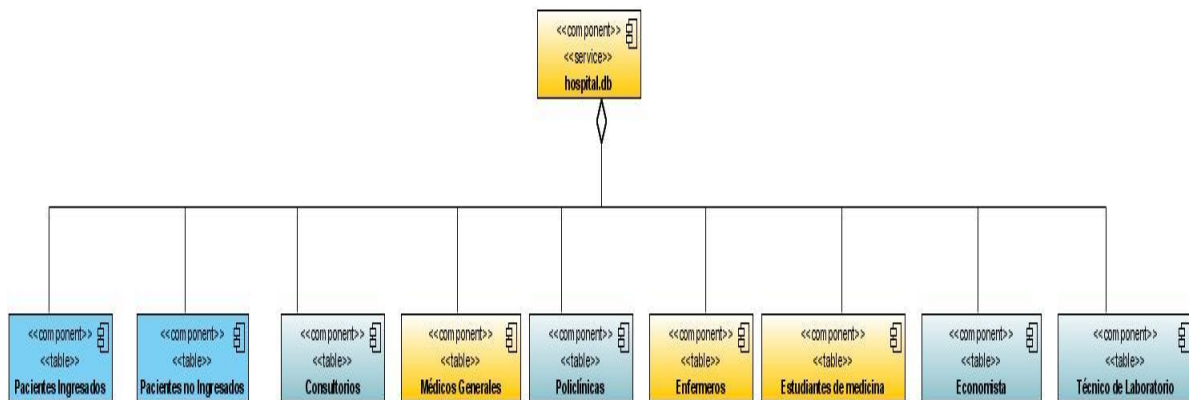 <<component>>
<<service>>
hospital.db
<<component>>
<<table>>
Pacientes Ingresados
<<component>>
<<table>>
Pacientes no Ingresados
<<component>>
<<table>>
Consultorios
<<component>>
<<table>>
Médicos Generales
<<component>>
<<table>>
Policlínicas
<<component>>
<<table>>
Enfermeros
<<component>>
<<table>>
Estudiantes de medicina
<<component>>
<<table>>
Economista
<<component>>
<<table>>
Técnico de Laboratorio